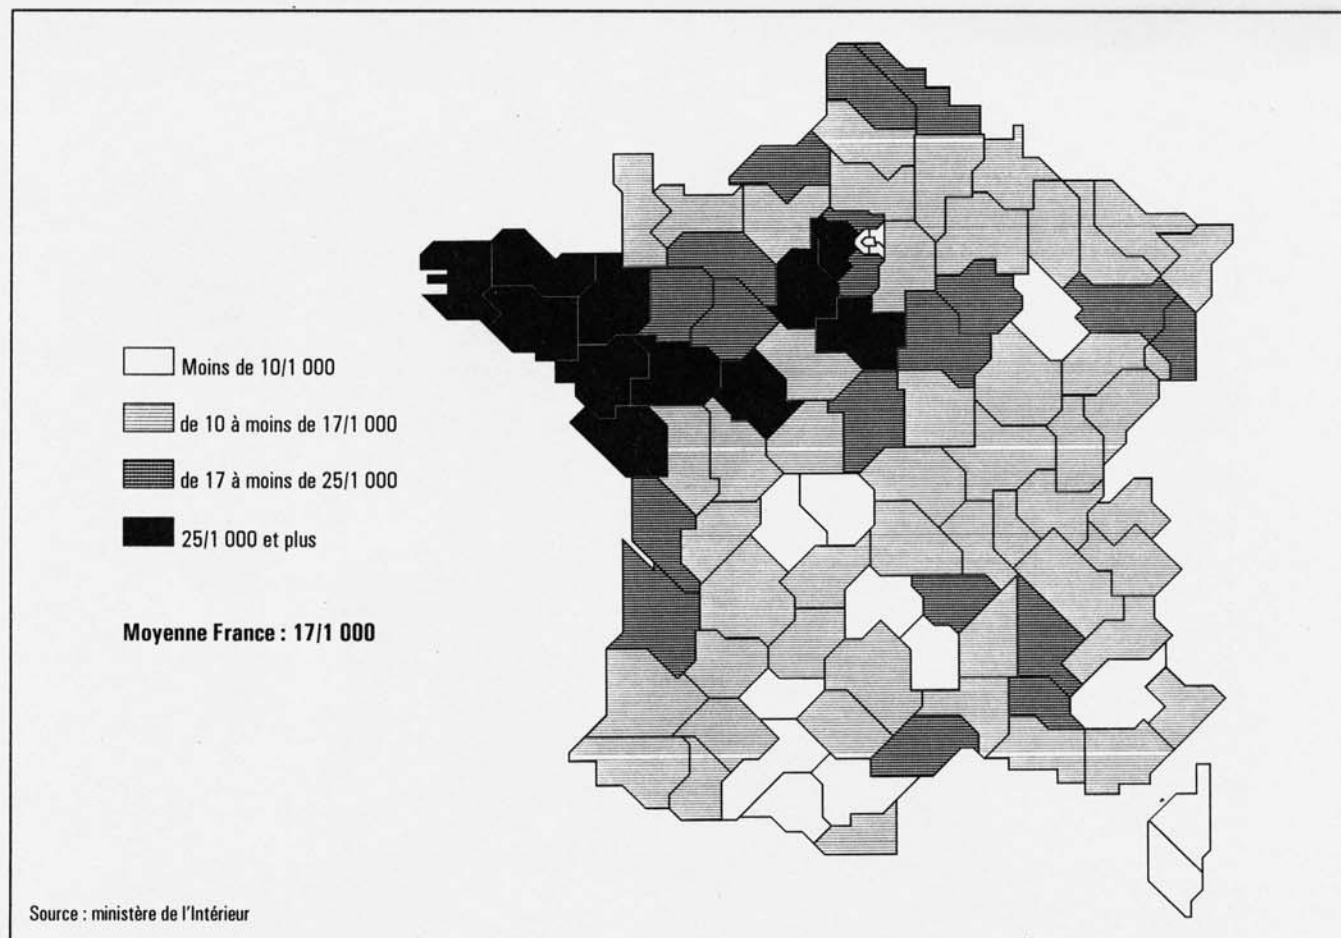 Moins de 10/1 000
de 10 à moins de 17/1 000
de 17 à moins de 25/1 000
25/1 000 et plus
Moyenne France : 17/1 000
Source : ministère de l'Intérieur